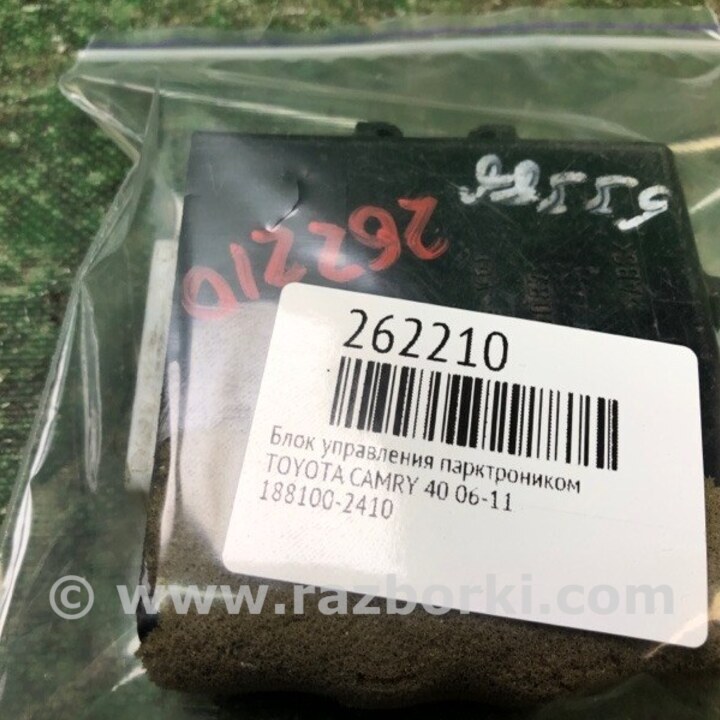 262210
262210
Блок управления парктроником
TOYOTA CAMRY 40 06-11
188100-2410
© www.razborki.com